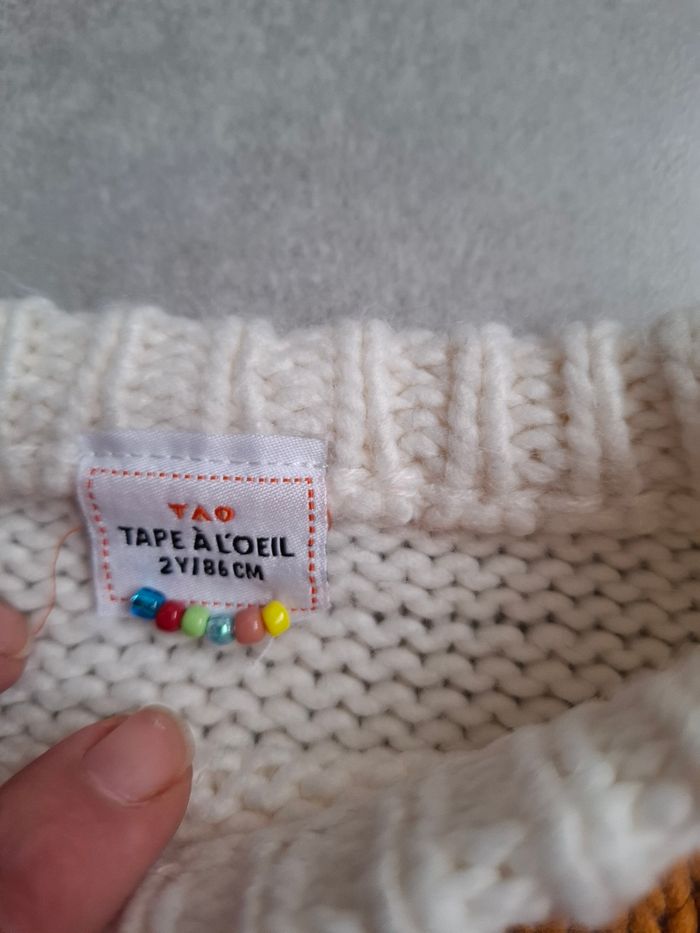 TAO
TAPE À L'OEIL
2Y/86CM